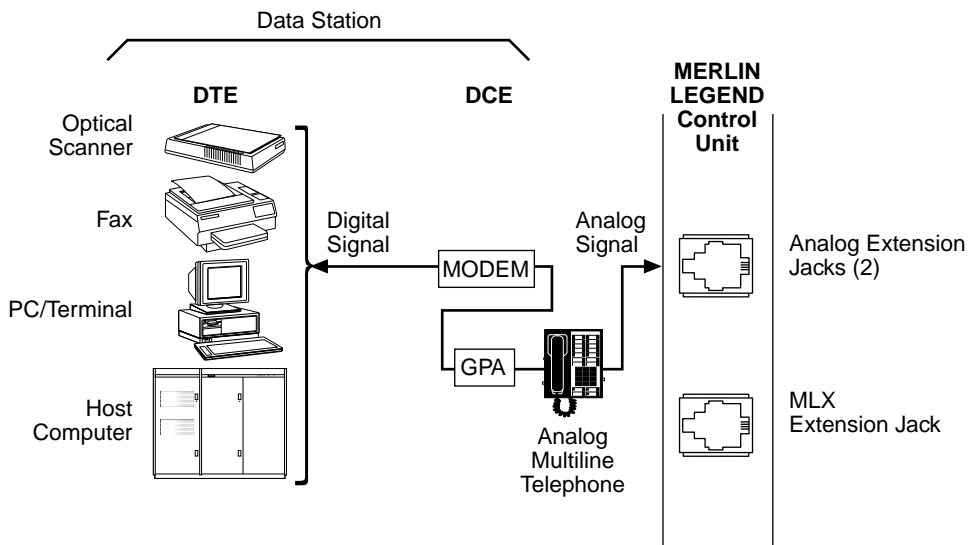 Data Station
DTE
DCE
MERLIN
LEGEND
Control
Unit
Optical
Scanner
Fax
PC/Terminal
Host
Computer
Digital
Signal
MODEM
GPA
Analog
Multiline
Telephone
Analog
Signal
Analog Extension
Jacks (2)
MLX
Extension Jack